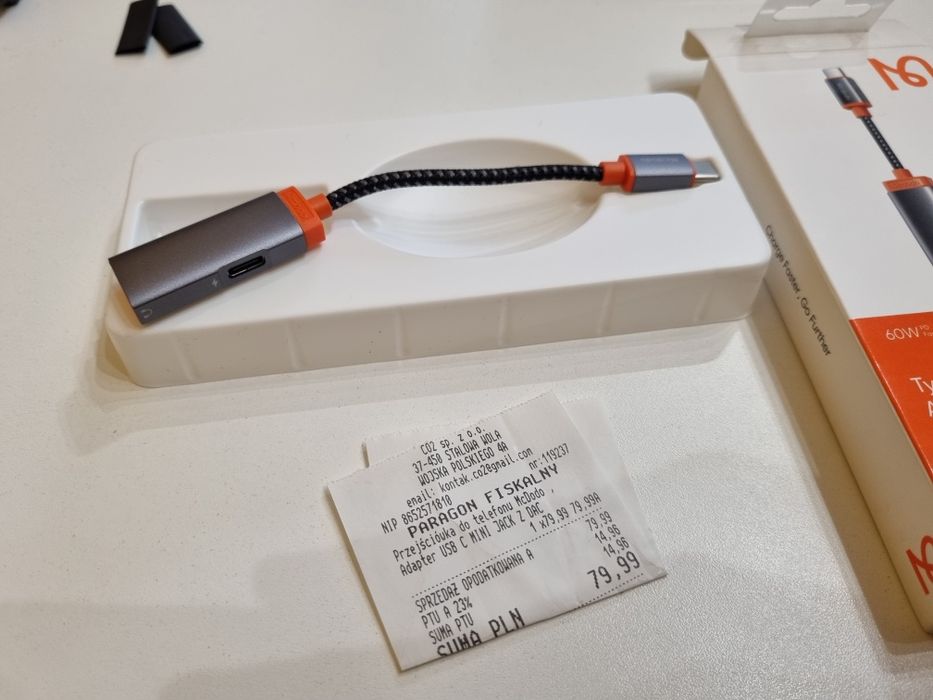 CO2 sp. z o.o.
37-450 STALOWA WOLA
WOJSKA POLSKIEGO 4A
email: kontak.co2@gmail.com
NIP 8652571810 nr:119237
PARAGON FISKALNY
Przejściówka do telefonu McDodo ,
Adapter USB C MINI JACK Z DAC
1 x79,99 79,99A
SPRZEDAŻ OPODATKOWANA A 79,99
PTU A 23% 14,96
SUMA PTU 14,96
SUMA PLN 79,99
Charge Faster, Go Further
60W PD